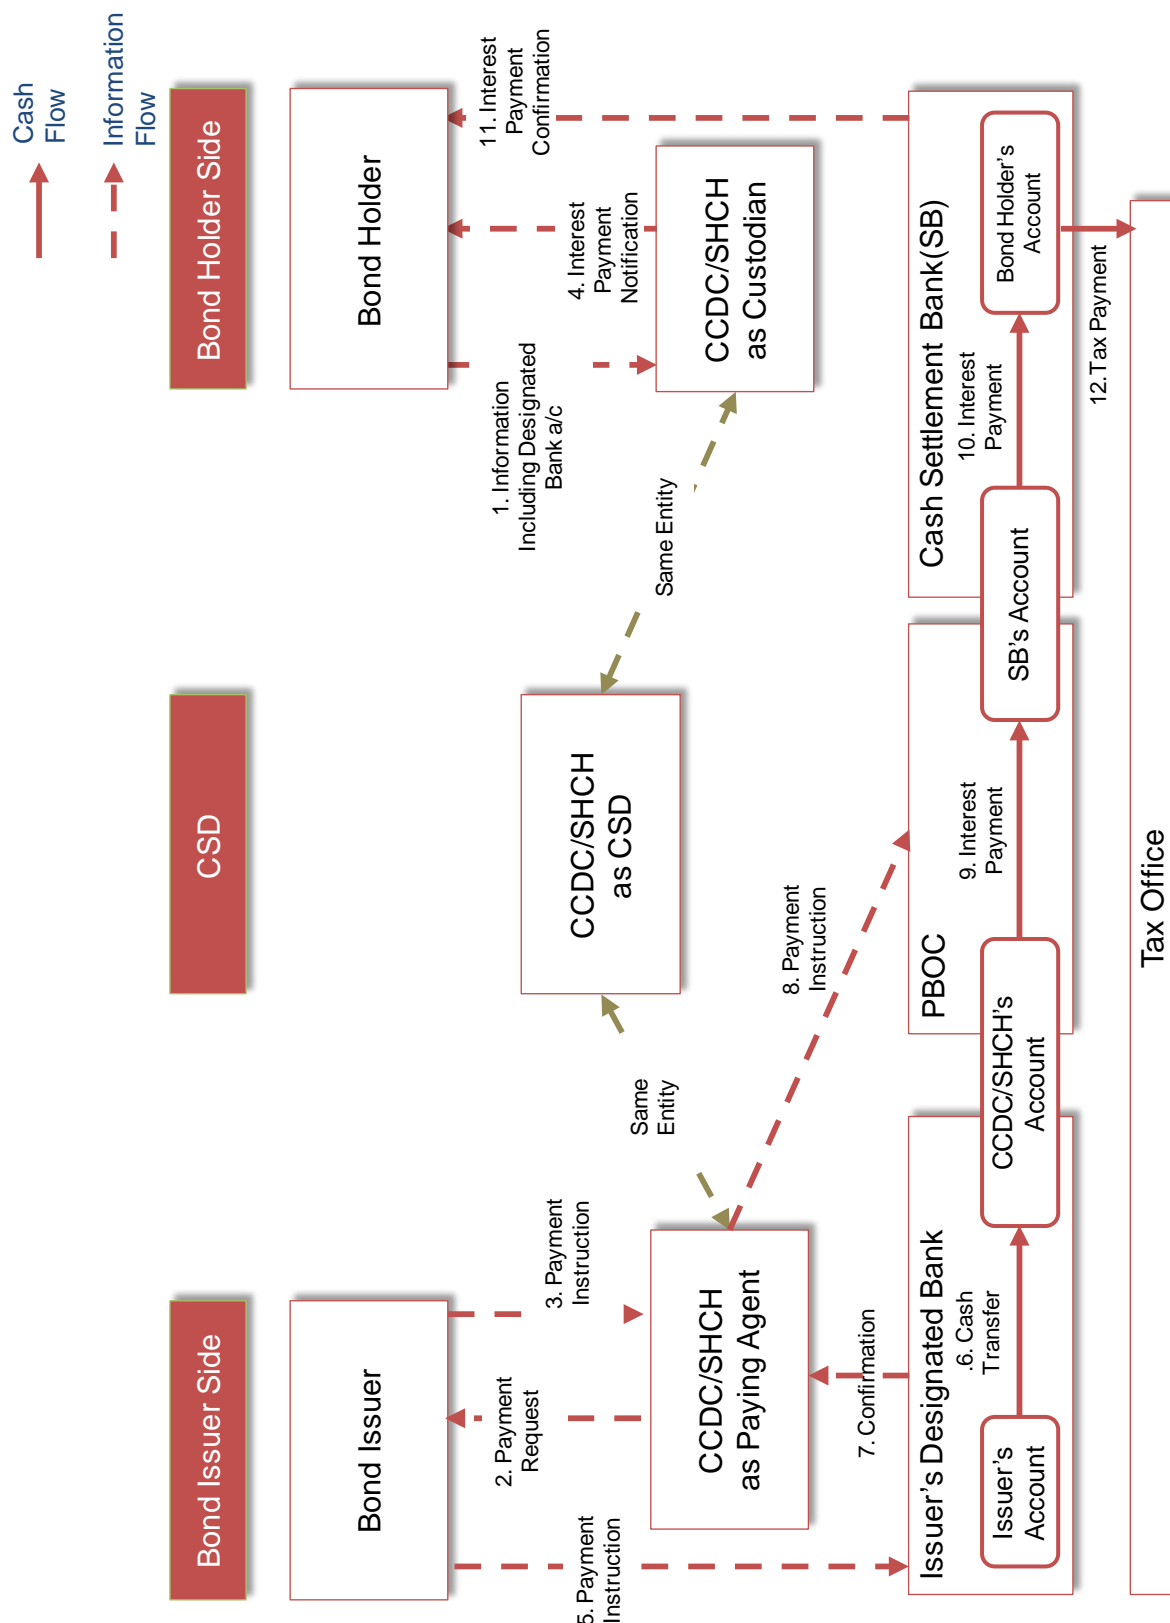 Cash
Flow
Information
Flow
Bond Issuer Side
CSD
Bond Holder Side
Bond Issuer
Bond Holder
5. Payment
Instruction
2. Payment
Request
3. Payment
Instruction
1. Information
Including Designated
Bank a/c
4. Interest
Payment
Notification
11. Interest
Payment
Confirmation
CCDC/SHCH
as CSD
Same
Entity
Same Entity
CCDC/SHCH
as Paying Agent
CCDC/SHCH
as Custodian
7. Confirmation
8. Payment
Instruction
Issuer’s Designated Bank
PBOC
Cash Settlement Bank(SB)
.6. Cash
Transfer
9. Interest
Payment
10. Interest
Payment
Issuer’s
Account
CCDC/SHCH’s
Account
SB’s Account
Bond Holder’s
Account
12.Tax Payment
Tax Office